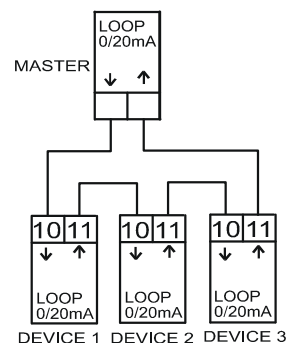 LOOP
0/20mA
MASTER
10 11 10 11 10 11
LOOP LOOP LOOP
0/20mA 0/20mA 0/20mA
DEVICE 1 DEVICE 2 DEVICE 3